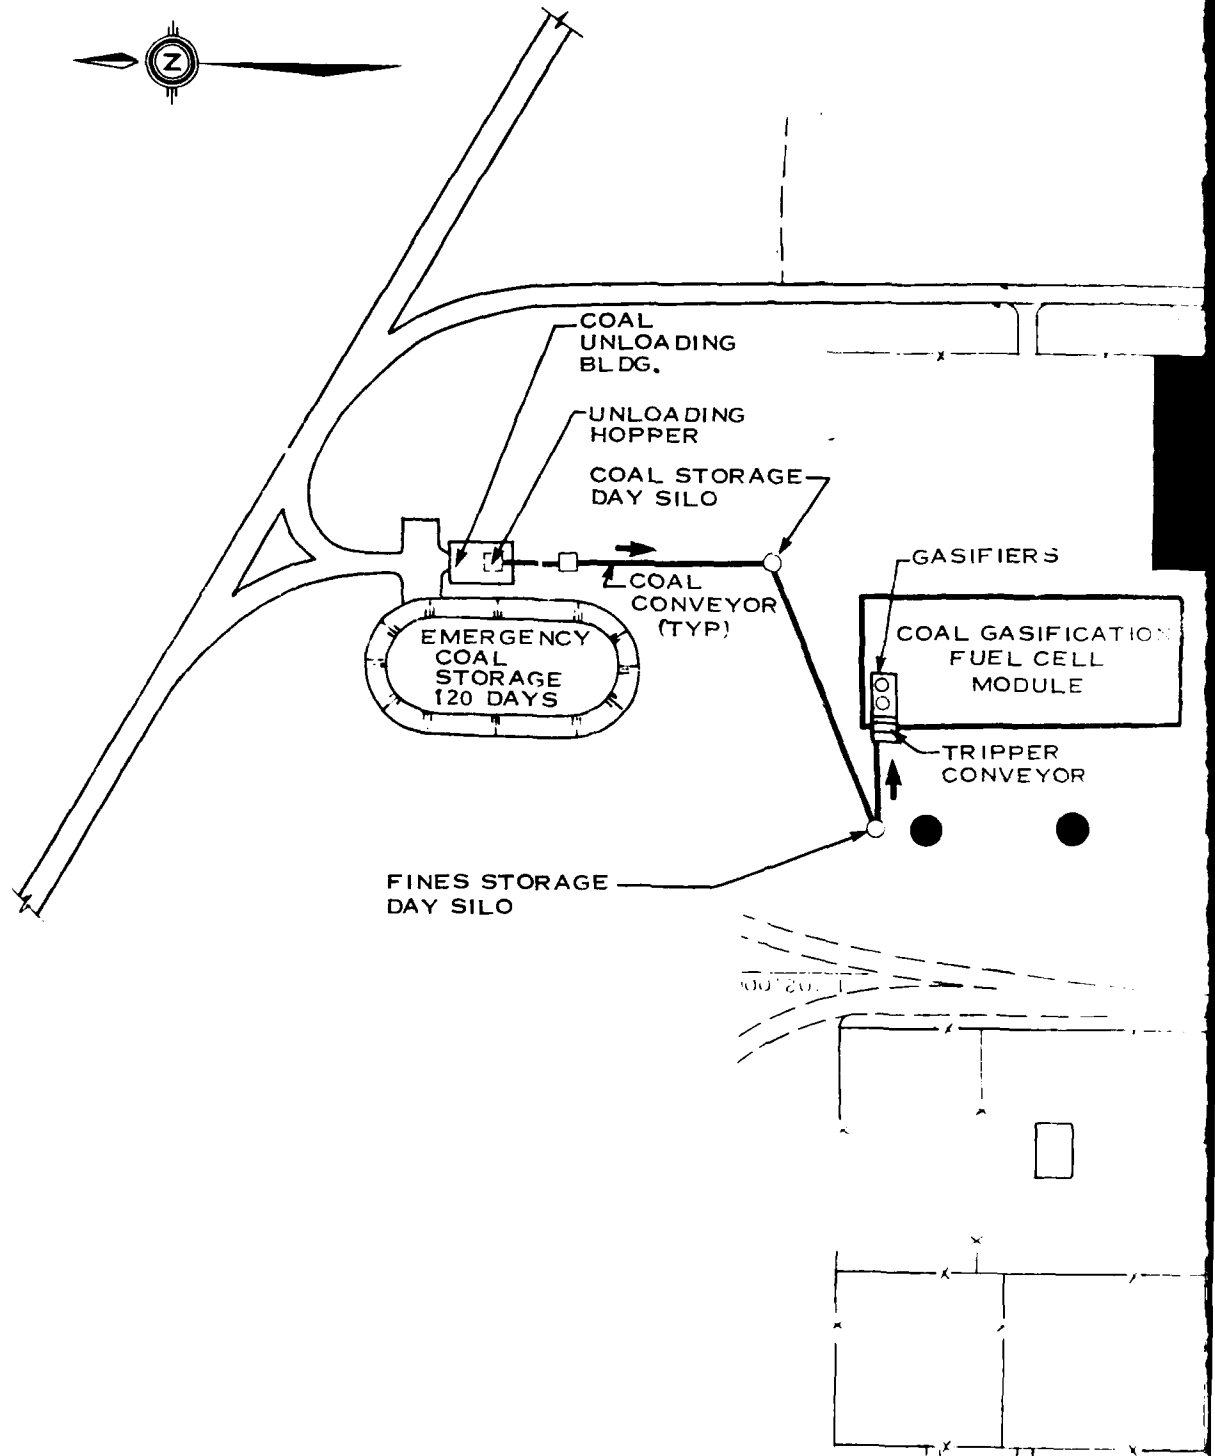 COAL
UNLOADING
BLDG.
UNLOADING
HOPPER
COAL STORAGE
DAY SILO
GASIFIERS
COAL
CONVEYOR
(TYP)
EMERGENCY
COAL
STORAGE
120 DAYS
COAL GASIFICATION
FUEL CELL
MODULE
TRIPPER
CONVEYOR
FINES STORAGE
DAY SILO